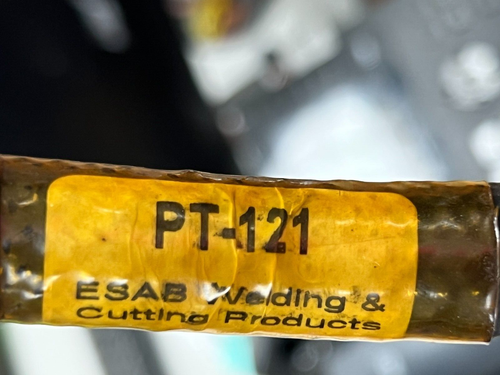 PT-121
ESAB Welding &
Cutting Products